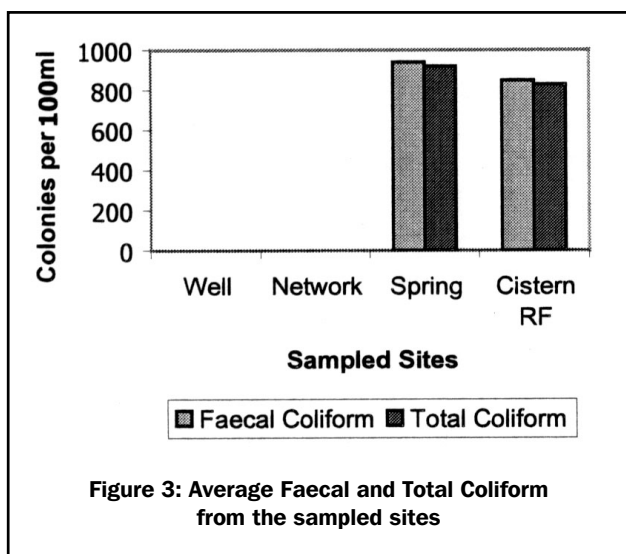 1000
800
600
400
200
0
Colonies per 100ml
Well Network Spring Cistern
RF
Sampled Sites
Faecal Coliform Total Coliform
Figure 3: Average Faecal and Total Coliform
from the sampled sites